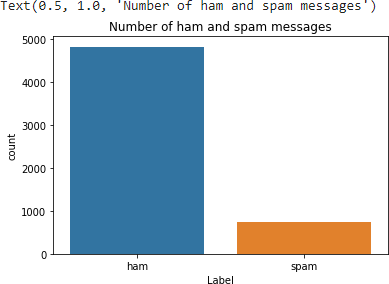 Text(0.5, 1.0, 'Number of ham and spam messages')
Number of ham and spam messages
5000
4000
3000
2000
1000
0
count
ham spam
Label